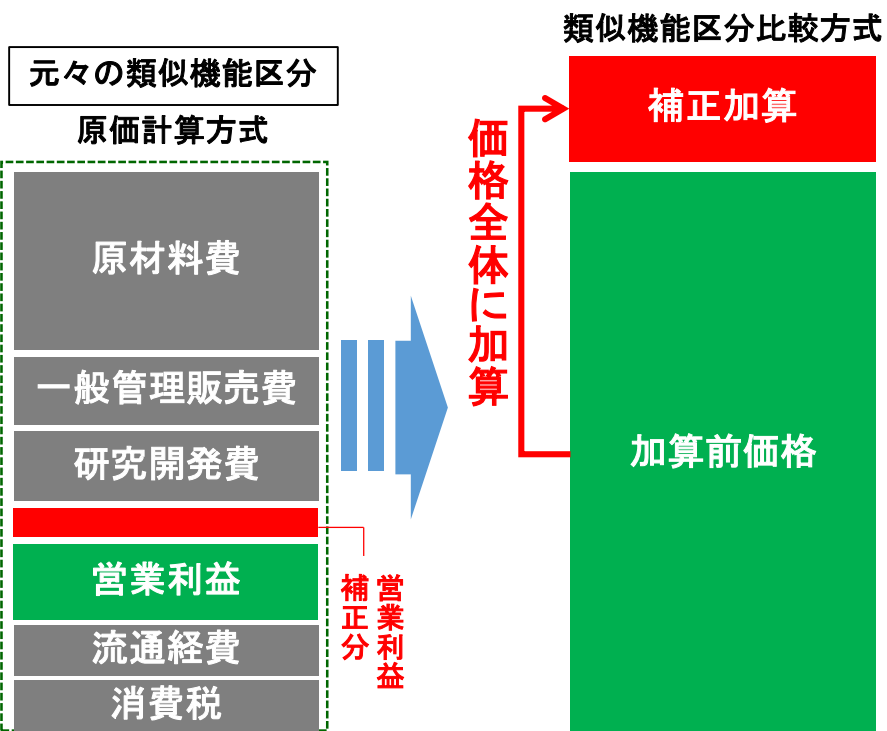 元々の類似機能区分
原価計算方式
原材料費
一般管理販売費
研究開発費
営業利益
補正分
営業利益
流通経費
消費税
価格全体に加算
類似機能区分比較方式
補正加算
加算前価格